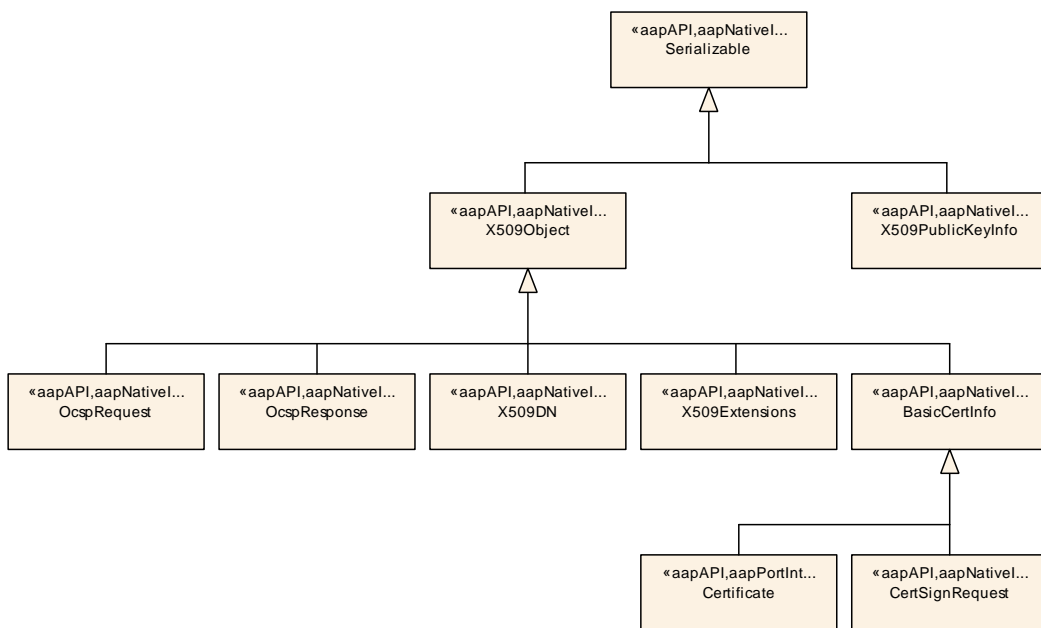 «aapAPI,aapNativeI...
Serializable
«aapAPI,aapNativeI...
X509Object
«aapAPI,aapNativeI...
X509PublicKeyInfo
«aapAPI,aapNativeI...
OcspRequest
«aapAPI,aapNativeI...
OcspResponse
«aapAPI,aapNativeI...
X509DN
«aapAPI,aapNativeI...
X509Extensions
«aapAPI,aapNativeI...
BasicCertInfo
«aapAPI,aapPortInt...
Certificate
«aapAPI,aapNativeI...
CertSignRequest